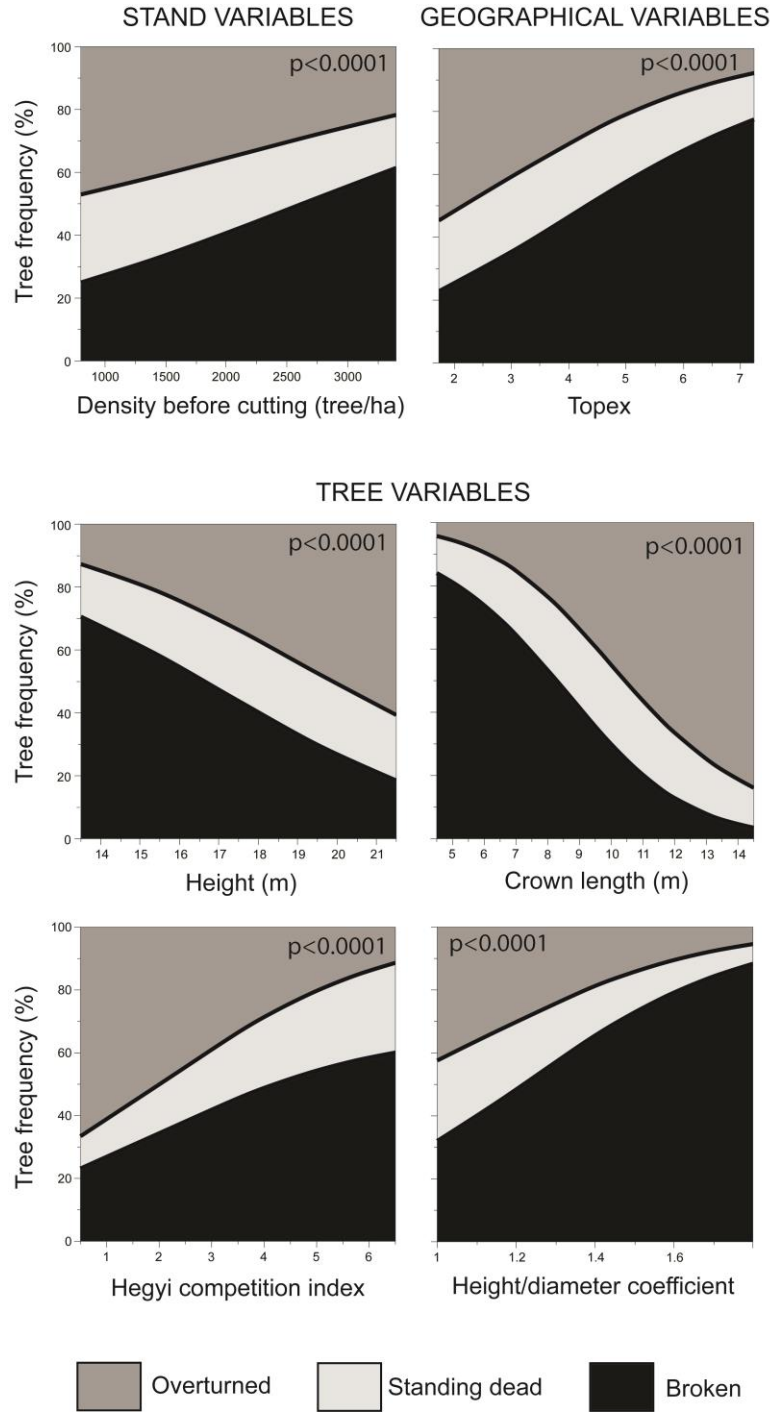 STAND VARIABLES
GEOGRAPHICAL VARIABLES
Tree frequency (%)
100
80
60
40
20
0
p<0.0001
1000 1500 2000 2500 3000
Density before cutting (tree/ha)
p<0.0001
2 3 4 5 6 7
Topex
TREE VARIABLES
Tree frequency (%)
100
80
60
40
20
0
p<0.0001
14 15 16 17 18 19 20 21
Height (m)
p<0.0001
5 6 7 8 9 10 11 12 13 14
Crown length (m)
Tree frequency (%)
100
80
60
40
20
0
p<0.0001
1 2 3 4 5 6
Hegyi competition index
p<0.0001
1 1.2 1.4 1.6
Height/diameter coefficient
Overturned
Standing dead
Broken